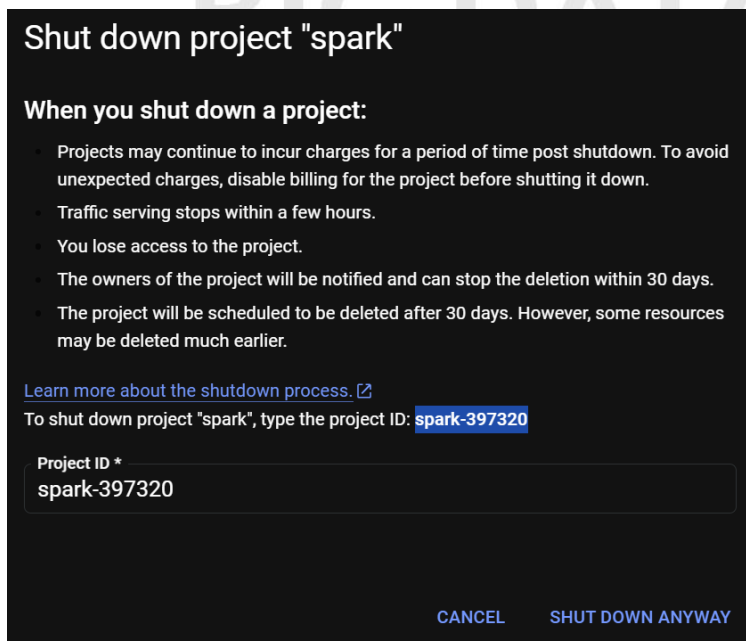 Shut down project "spark"
When you shut down a project:
Projects may continue to incur charges for a period of time post shutdown. To avoid
unexpected charges, disable billing for the project before shutting it down.
Traffic serving stops within a few hours.
You lose access to the project.
The owners of the project will be notified and can stop the deletion within 30 days.
The project will be scheduled to be deleted after 30 days. However, some resources
may be deleted much earlier.
Learn more about the shutdown process.
To shut down project "spark", type the project ID: spark-397320
Project ID *
spark-397320
CANCEL SHUT DOWN ANYWAY